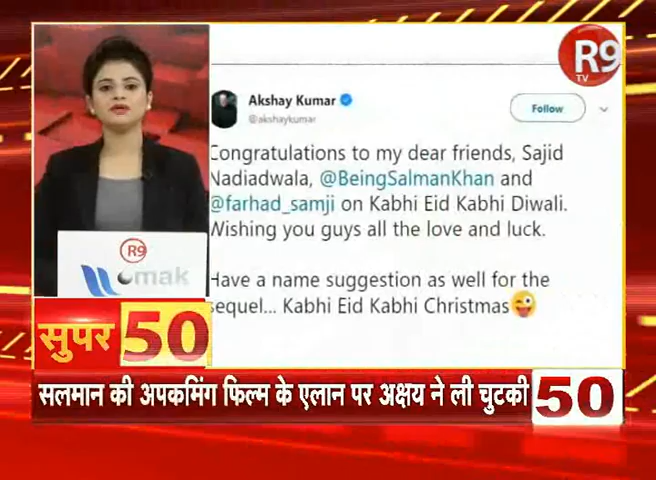 R9
TV
Akshay Kumar
@akshaykumar
Follow
Congratulations to my dear friends, Sajid
Nadiadwala, @BeingSalmanKhan and
@farhad_samji on Kabhi Eid Kabhi Diwali.
Wishing you guys all the love and luck.
Have a name suggestion as well for the
sequel... Kabhi Eid Kabhi Christmas😜
R9
mak
सुपर 50
सलमान की अपकमिंग फिल्म के एलान पर अक्षय ने ली चुटकी 50